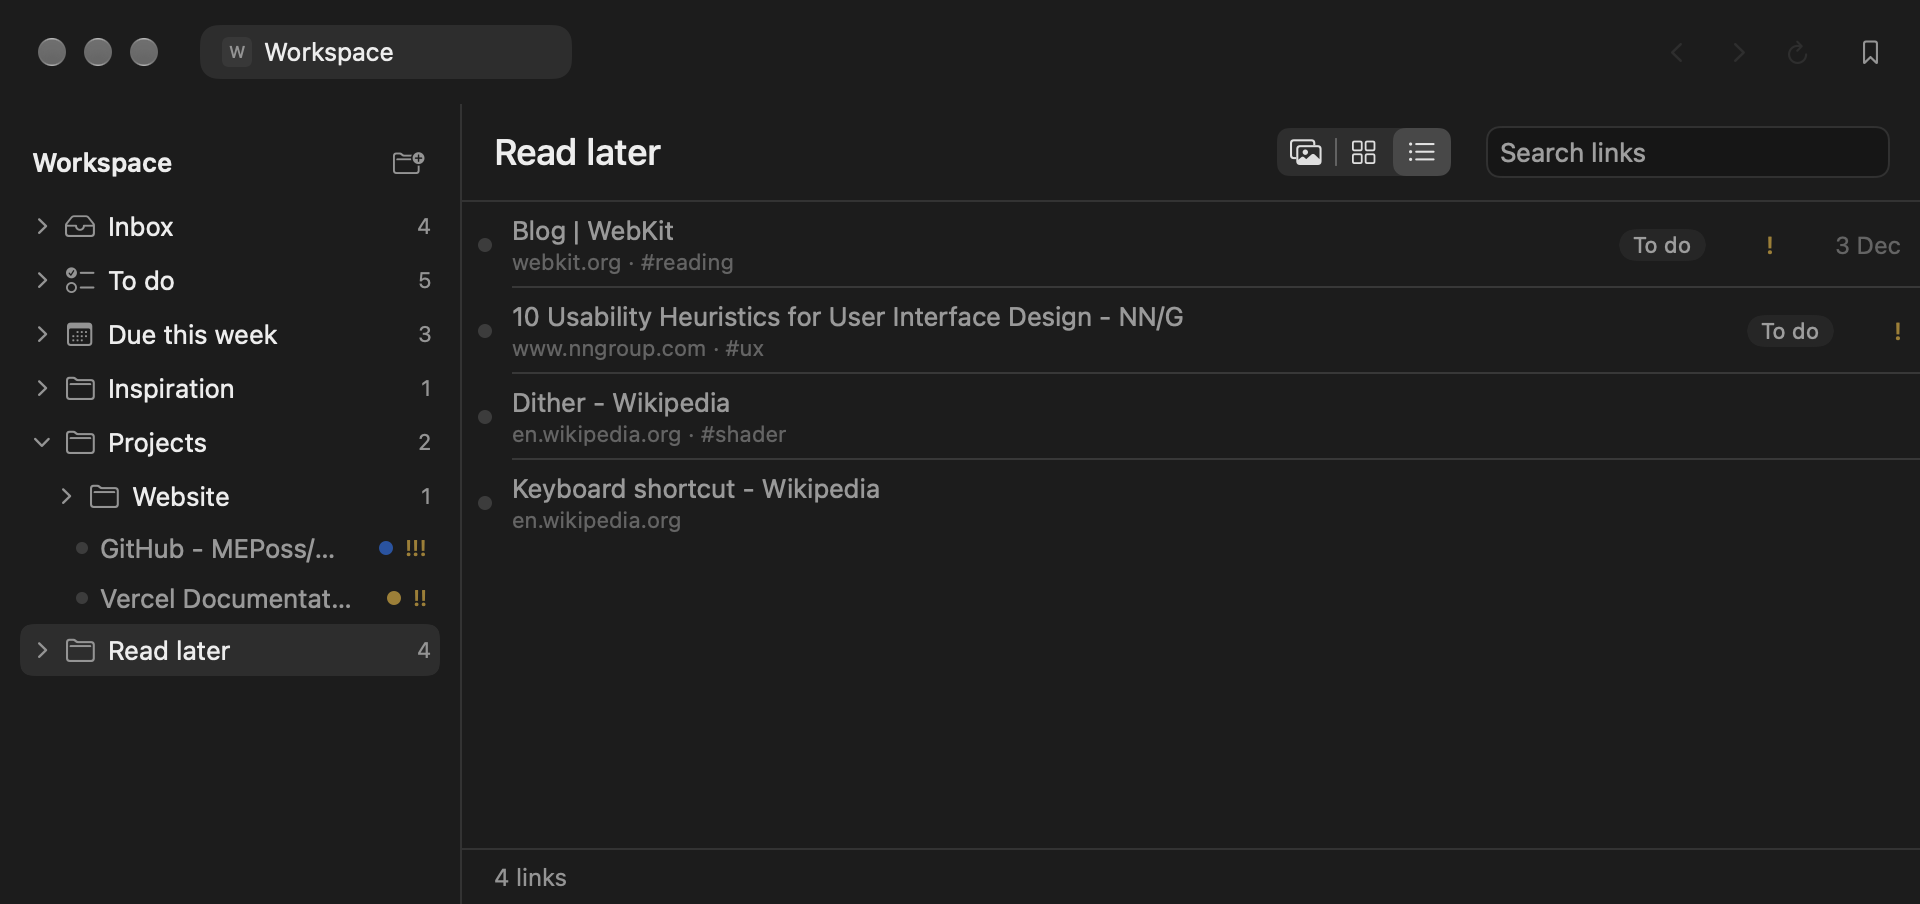 W Workspace
Workspace
Inbox 4
To do 5
Due this week 3
Inspiration 1
Projects 2
Website 1
GitHub - MEPoss/... !!!
Vercel Documentat... !!
Read later 4
Read later
Search links
Blog | WebKit
webkit.org · #reading
To do ! 3 Dec
10 Usability Heuristics for User Interface Design - NN/G
www.nngroup.com · #ux
To do !
Dither - Wikipedia
en.wikipedia.org · #shader
Keyboard shortcut - Wikipedia
en.wikipedia.org
4 links